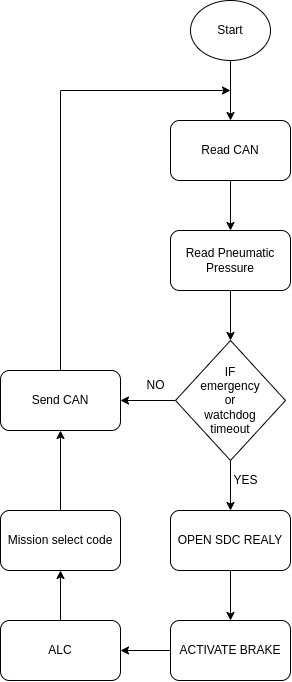 Start
Read CAN
Read Pneumatic
Pressure
IF
emergency
or
watchdog
timeout
NO
Send CAN
YES
Mission select code
OPEN SDC REALY
ALC
ACTIVATE BRAKE